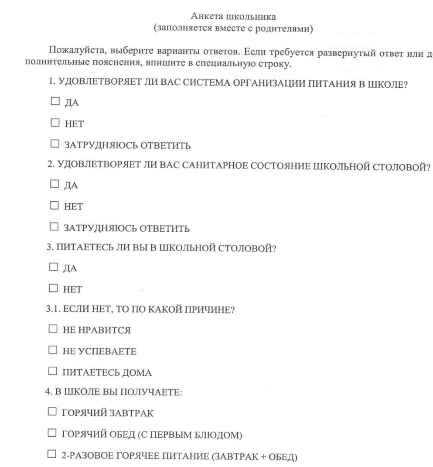 Анкета школьника
(заполняется вместе с родителями)
Пожалуйста, выберите варианты ответов. Если требуется развернутый ответ или д
полнительные пояснения, впишите в специальную строку.
1. УДОВЛЕТВОРЯЕТ ЛИ ВАС СИСТЕМА ОРГАНИЗАЦИИ ПИТАНИЯ В ШКОЛЕ?
☐ ДА
☐ НЕТ
☐ ЗАТРУДНЯЮСЬ ОТВЕТИТЬ
2. УДОВЛЕТВОРЯЕТ ЛИ ВАС САНИТАРНОЕ СОСТОЯНИЕ ШКОЛЬНОЙ СТОЛОВОЙ?
☐ ДА
☐ НЕТ
☐ ЗАТРУДНЯЮСЬ ОТВЕТИТЬ
3. ПИТАЕТЕСЬ ЛИ ВЫ В ШКОЛЬНОЙ СТОЛОВОЙ?
☐ ДА
☐ НЕТ
3.1. ЕСЛИ НЕТ, ТО ПО КАКОЙ ПРИЧИНЕ?
☐ НЕ НРАВИТСЯ
☐ НЕ УСПЕВАЕТЕ
☐ ПИТАЕТЕСЬ ДОМА
4. В ШКОЛЕ ВЫ ПОЛУЧАЕТЕ:
☐ ГОРЯЧИЙ ЗАВТРАК
☐ ГОРЯЧИЙ ОБЕД (С ПЕРВЫМ БЛЮДОМ)
☐ 2-РАЗОВОЕ ГОРЯЧЕЕ ПИТАНИЕ (ЗАВТРАК + ОБЕД)